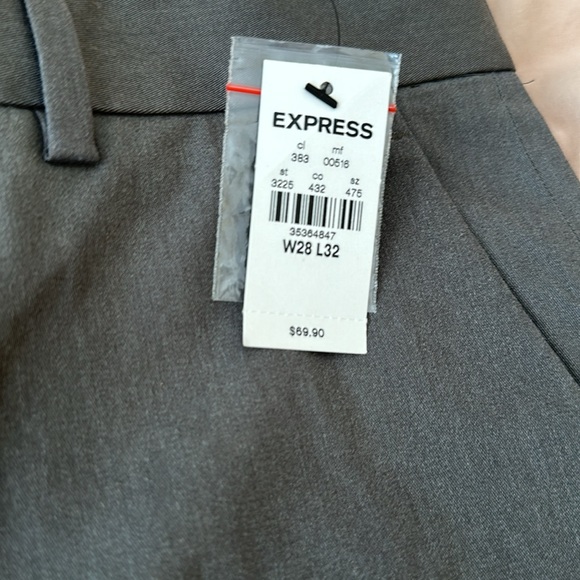 EXPRESS
cl mf
383 00516
st co sz
3225 432 475
35364847
W28 L32
$69.90